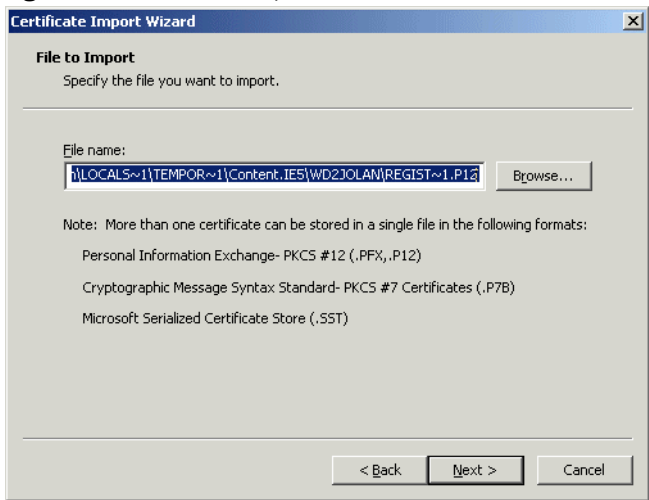 Certificate Import Wizard
File to Import
Specify the file you want to import.
File name:
\LOCALS~1\TEMPOR~1\Content.IE5\WD2JOLAN\REGIST~1.P12
Browse...
Note: More than one certificate can be stored in a single file in the following formats:
Personal Information Exchange- PKCS #12 (.PFX,.P12)
Cryptographic Message Syntax Standard- PKCS #7 Certificates (.P7B)
Microsoft Serialized Certificate Store (.SST)
< Back
Next >
Cancel